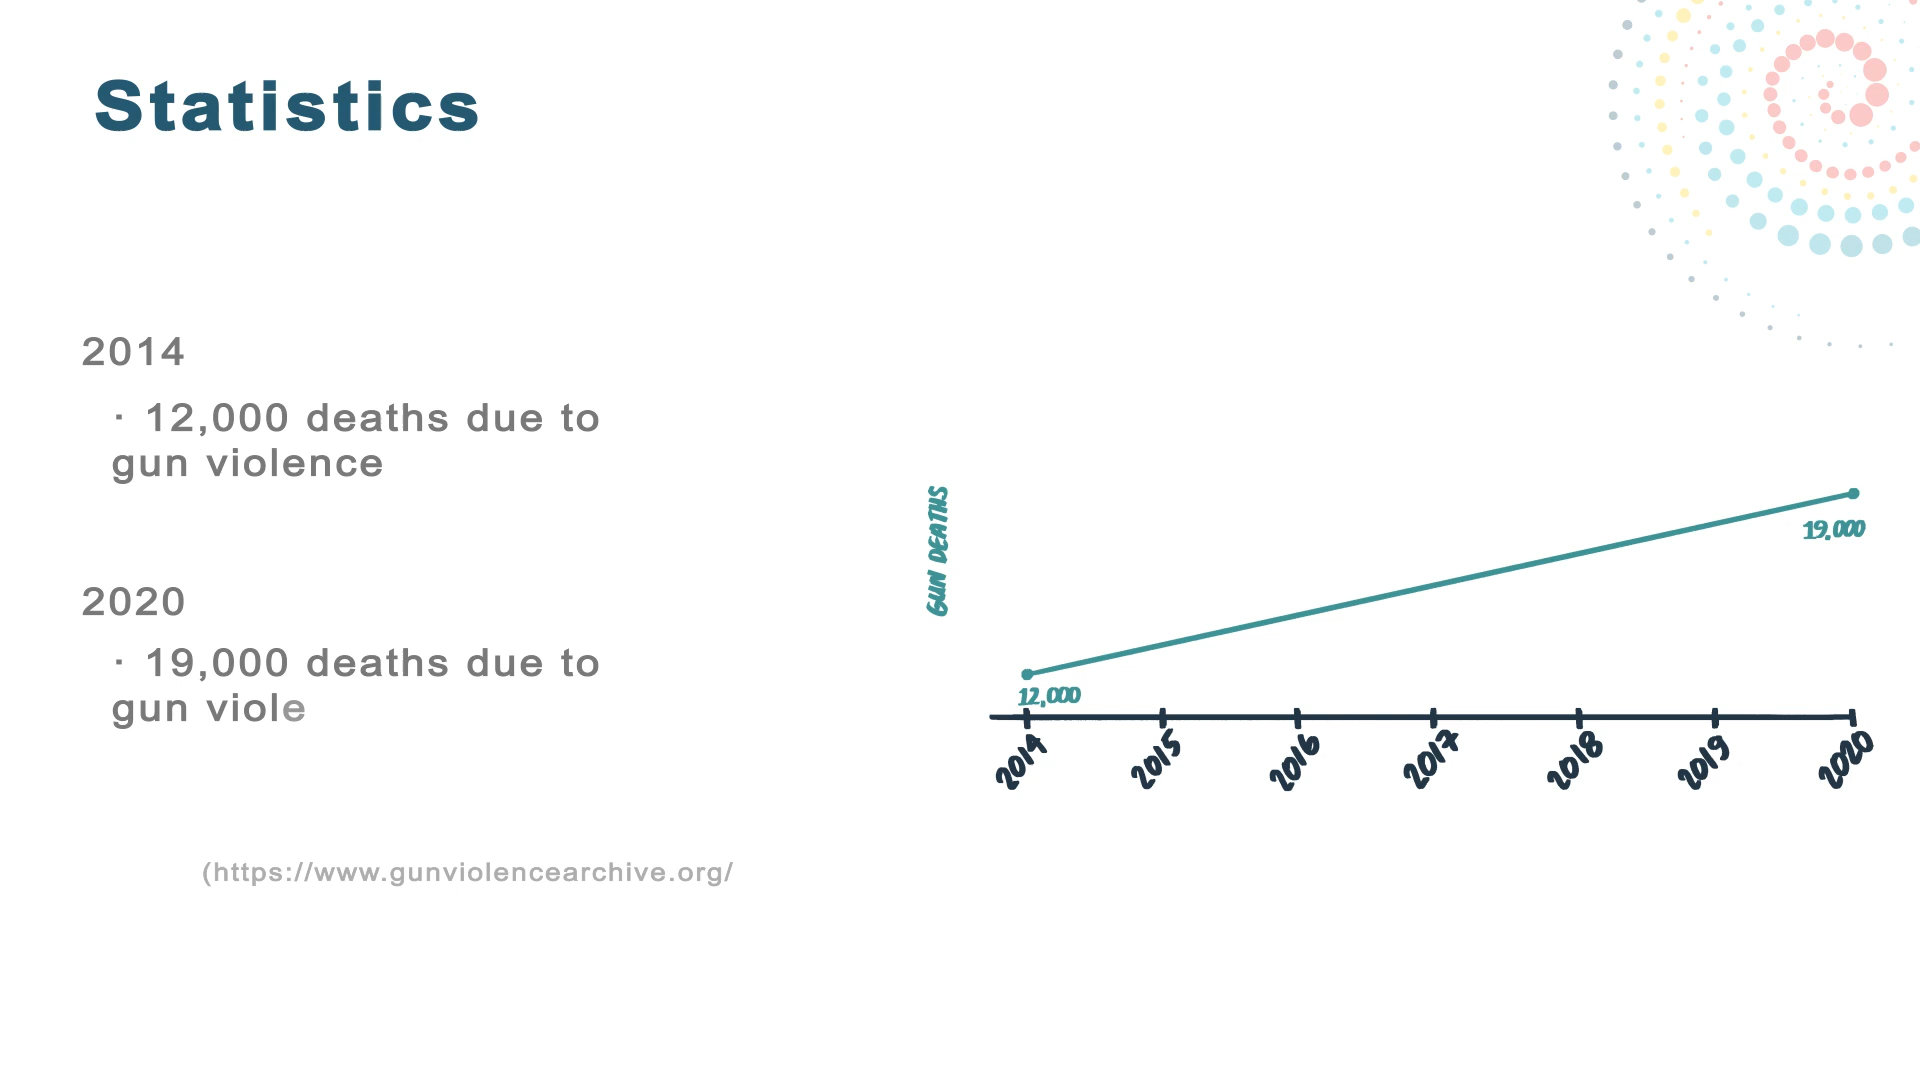 Statistics
2014
· 12,000 deaths due to
gun violence
2020
· 19,000 deaths due to
gun viole
(https://www.gunviolencearchive.org/
GUN DEATHS
19,000
12,000
2014 2015 2016 2017 2018 2019 2020